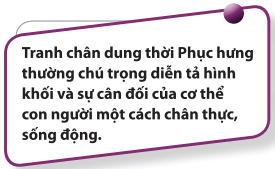 Tranh chân dung thời Phục hưng
thường chú trọng diễn tả hình
khối và sự cân đối của cơ thể
con người một cách chân thực,
sống động.